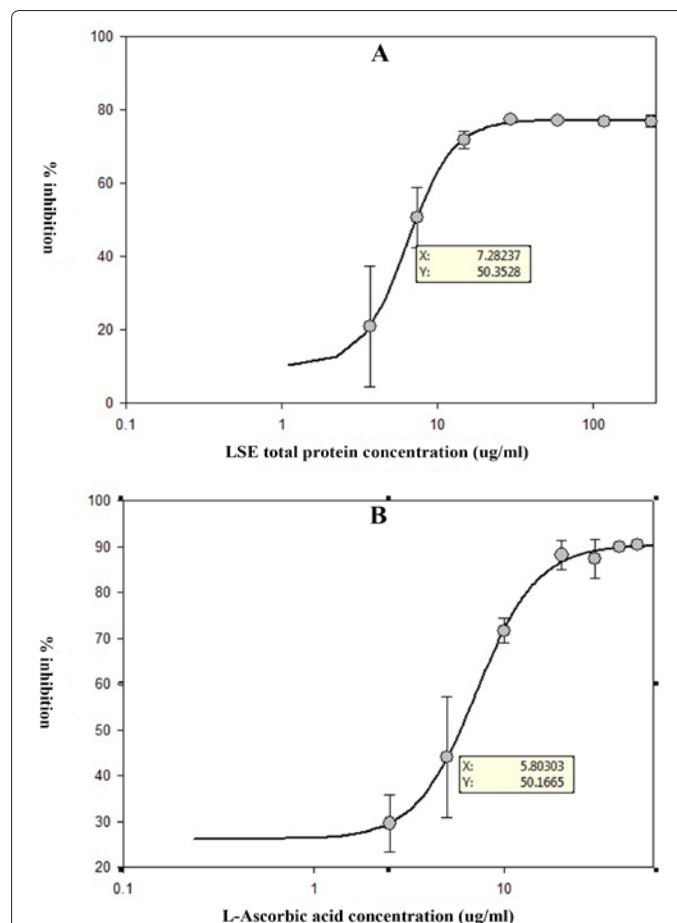 A
100
80
60
40
20
0
% inhibition
X: 7.28237
Y: 50.3528
0.1 1 10 100
LSE total protein concentration (ug/ml)
B
100
90
80
70
60
50
40
30
20
% inhibition
X: 5.80303
Y: 50.1665
0.1 1 10
L-Ascorbic acid concentration (ug/ml)